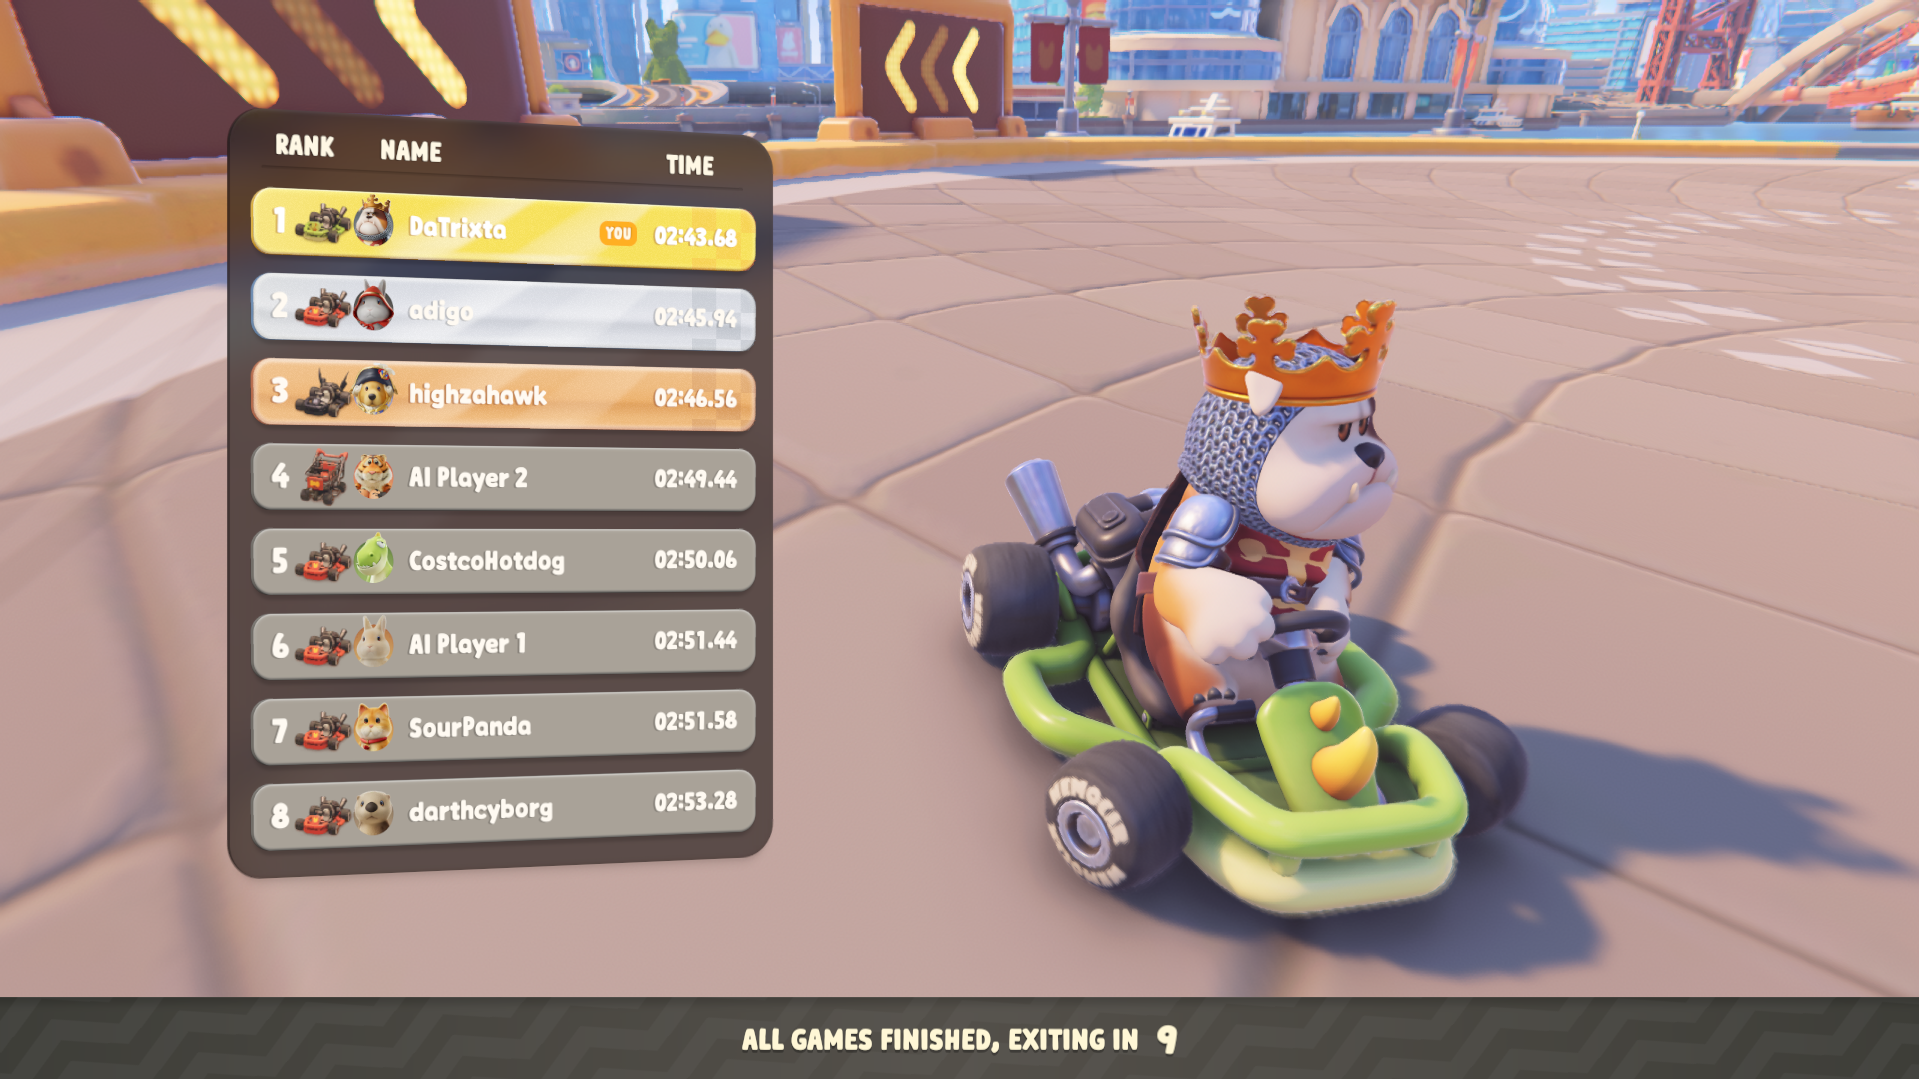 RANK NAME TIME
1 DaTrixta YOU 02:43.68
2 adigo 02:45.94
3 highzahawk 02:46.56
4 AI Player 2 02:49.44
5 CostcoHotdog 02:50.06
6 AI Player 1 02:51.44
7 SourPanda 02:51.58
8 darthcyborg 02:53.28
ALL GAMES FINISHED, EXITING IN 9